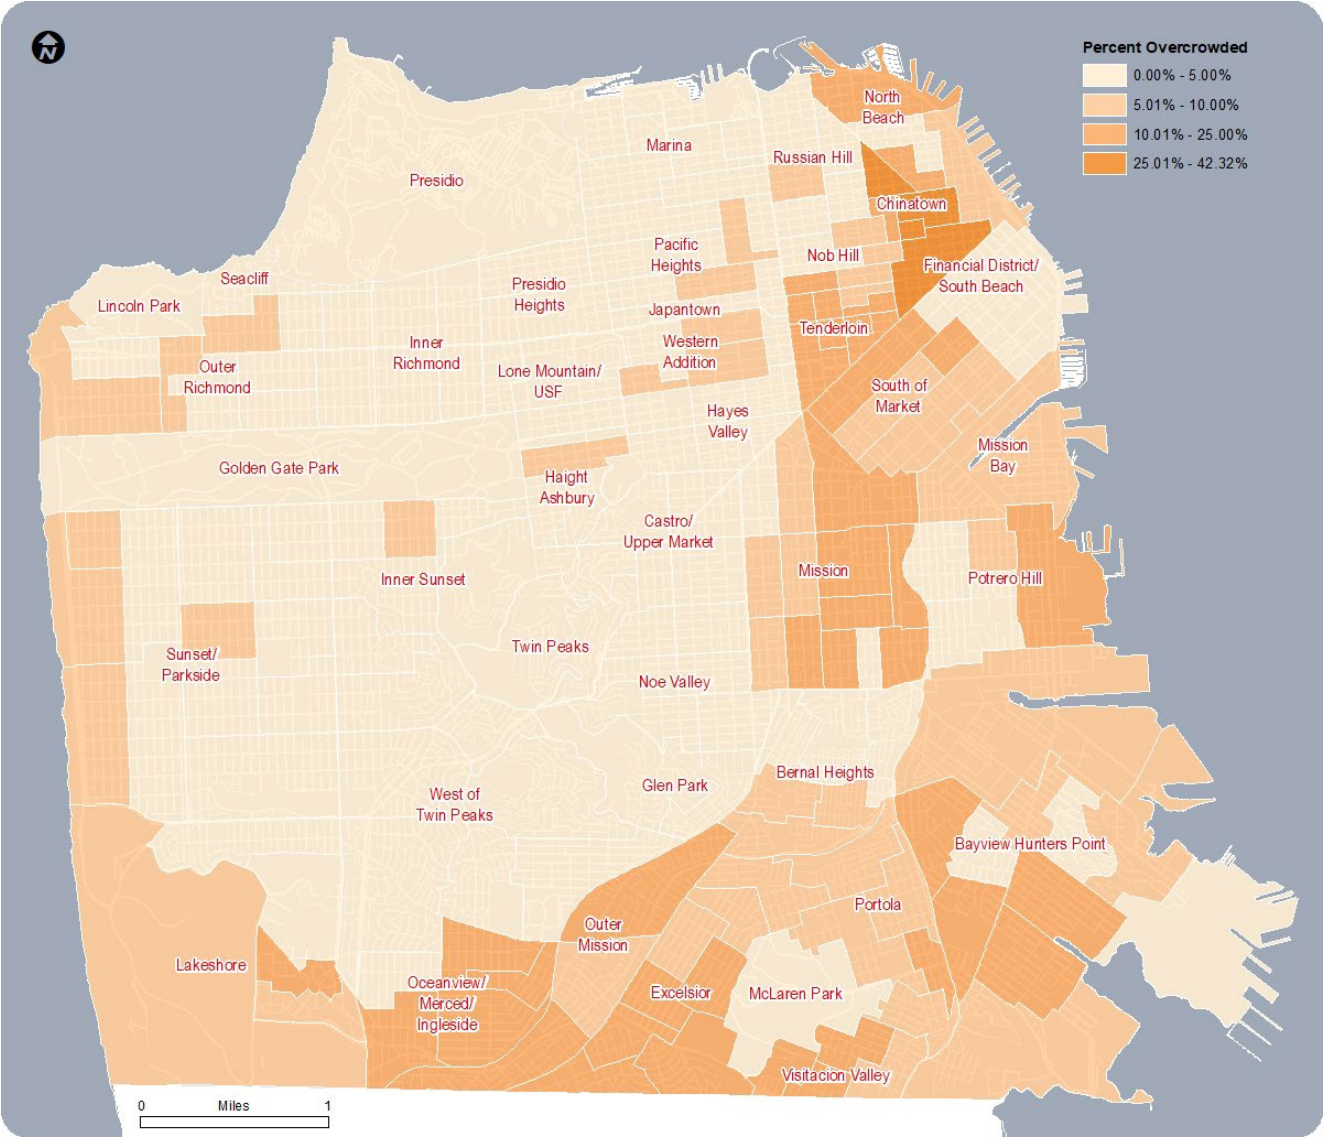 N
Percent Overcrowded
0.00% - 5.00%
5.01% - 10.00%
10.01% - 25.00%
25.01% - 42.32%
North
Beach
Marina
Russian Hill
Presidio
Chinatown
Pacific
Heights
Nob Hill
Financial District/
South Beach
Seacliff
Lincoln Park
Presidio
Heights
Japantown
Tenderloin
Inner
Richmond
Western
Addition
Outer
Richmond
Lone Mountain/
USF
South of
Market
Hayes
Valley
Mission
Bay
Golden Gate Park
Haight
Ashbury
Castro/
Upper Market
Inner Sunset
Mission
Potrero Hill
Twin Peaks
Sunset/
Parkside
Noe Valley
Bernal Heights
Glen Park
West of
Twin Peaks
Bayview Hunters Point
Portola
Outer
Mission
Lakeshore
Oceanview/
Merced/
Ingleside
Excelsior
McLaren Park
Visitacion Valley
0 Miles 1